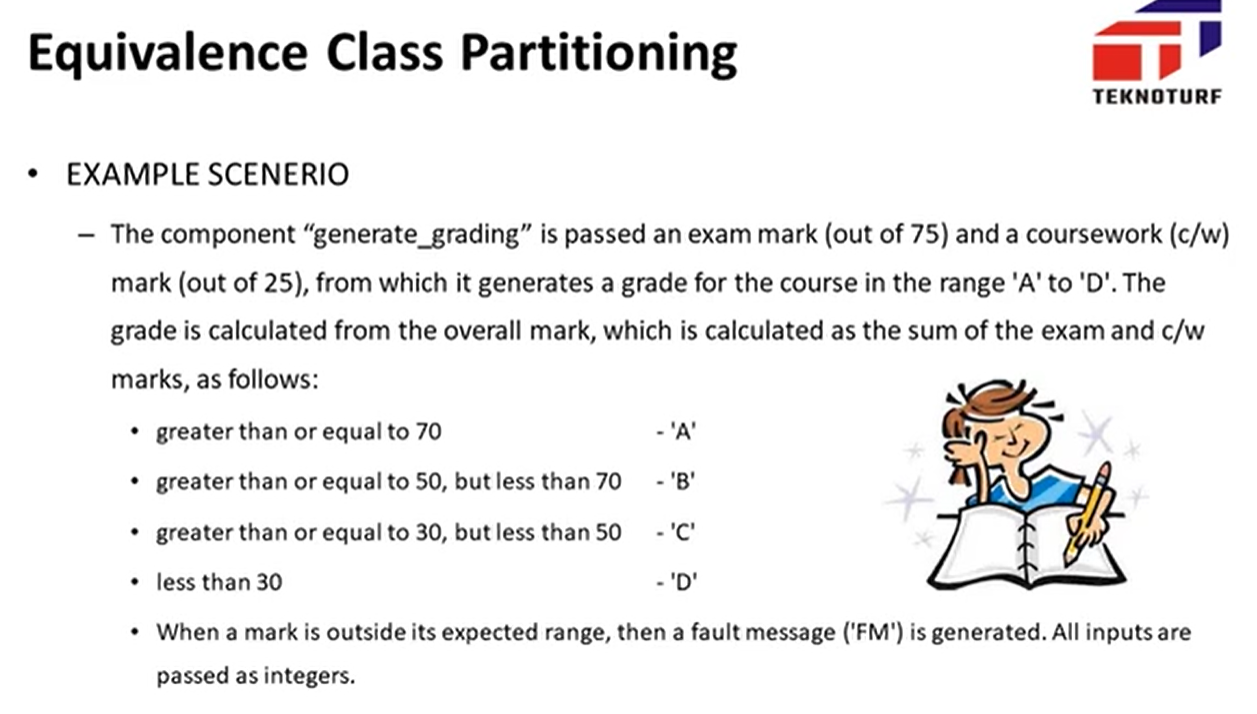 Equivalence Class Partitioning
TEKNOTURF
• EXAMPLE SCENERIO
– The component “generate_grading” is passed an exam mark (out of 75) and a coursework (c/w)
mark (out of 25), from which it generates a grade for the course in the range 'A' to 'D'. The
grade is calculated from the overall mark, which is calculated as the sum of the exam and c/w
marks, as follows:
• greater than or equal to 70 - 'A'
• greater than or equal to 50, but less than 70 - 'B'
• greater than or equal to 30, but less than 50 - 'C'
• less than 30 - 'D'
• When a mark is outside its expected range, then a fault message ('FM') is generated. All inputs are
passed as integers.